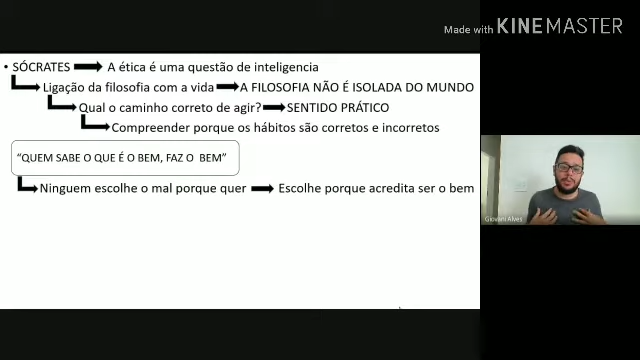 Made with KINEMASTER
• SÓCRATES A ética é uma questão de inteligencia
Ligação da filosofia com a vida A FILOSOFIA NÃO É ISOLADA DO MUNDO
Qual o caminho correto de agir? SENTIDO PRÁTICO
Compreender porque os hábitos são corretos e incorretos
“QUEM SABE O QUE É O BEM, FAZ O BEM”
Ninguem escolhe o mal porque quer Escolhe porque acredita ser o bem
Giovani Alves